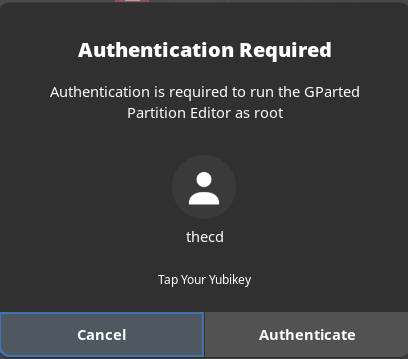 Authentication Required
Authentication is required to run the GParted
Partition Editor as root
thecd
Tap Your Yubikey
Cancel
Authenticate